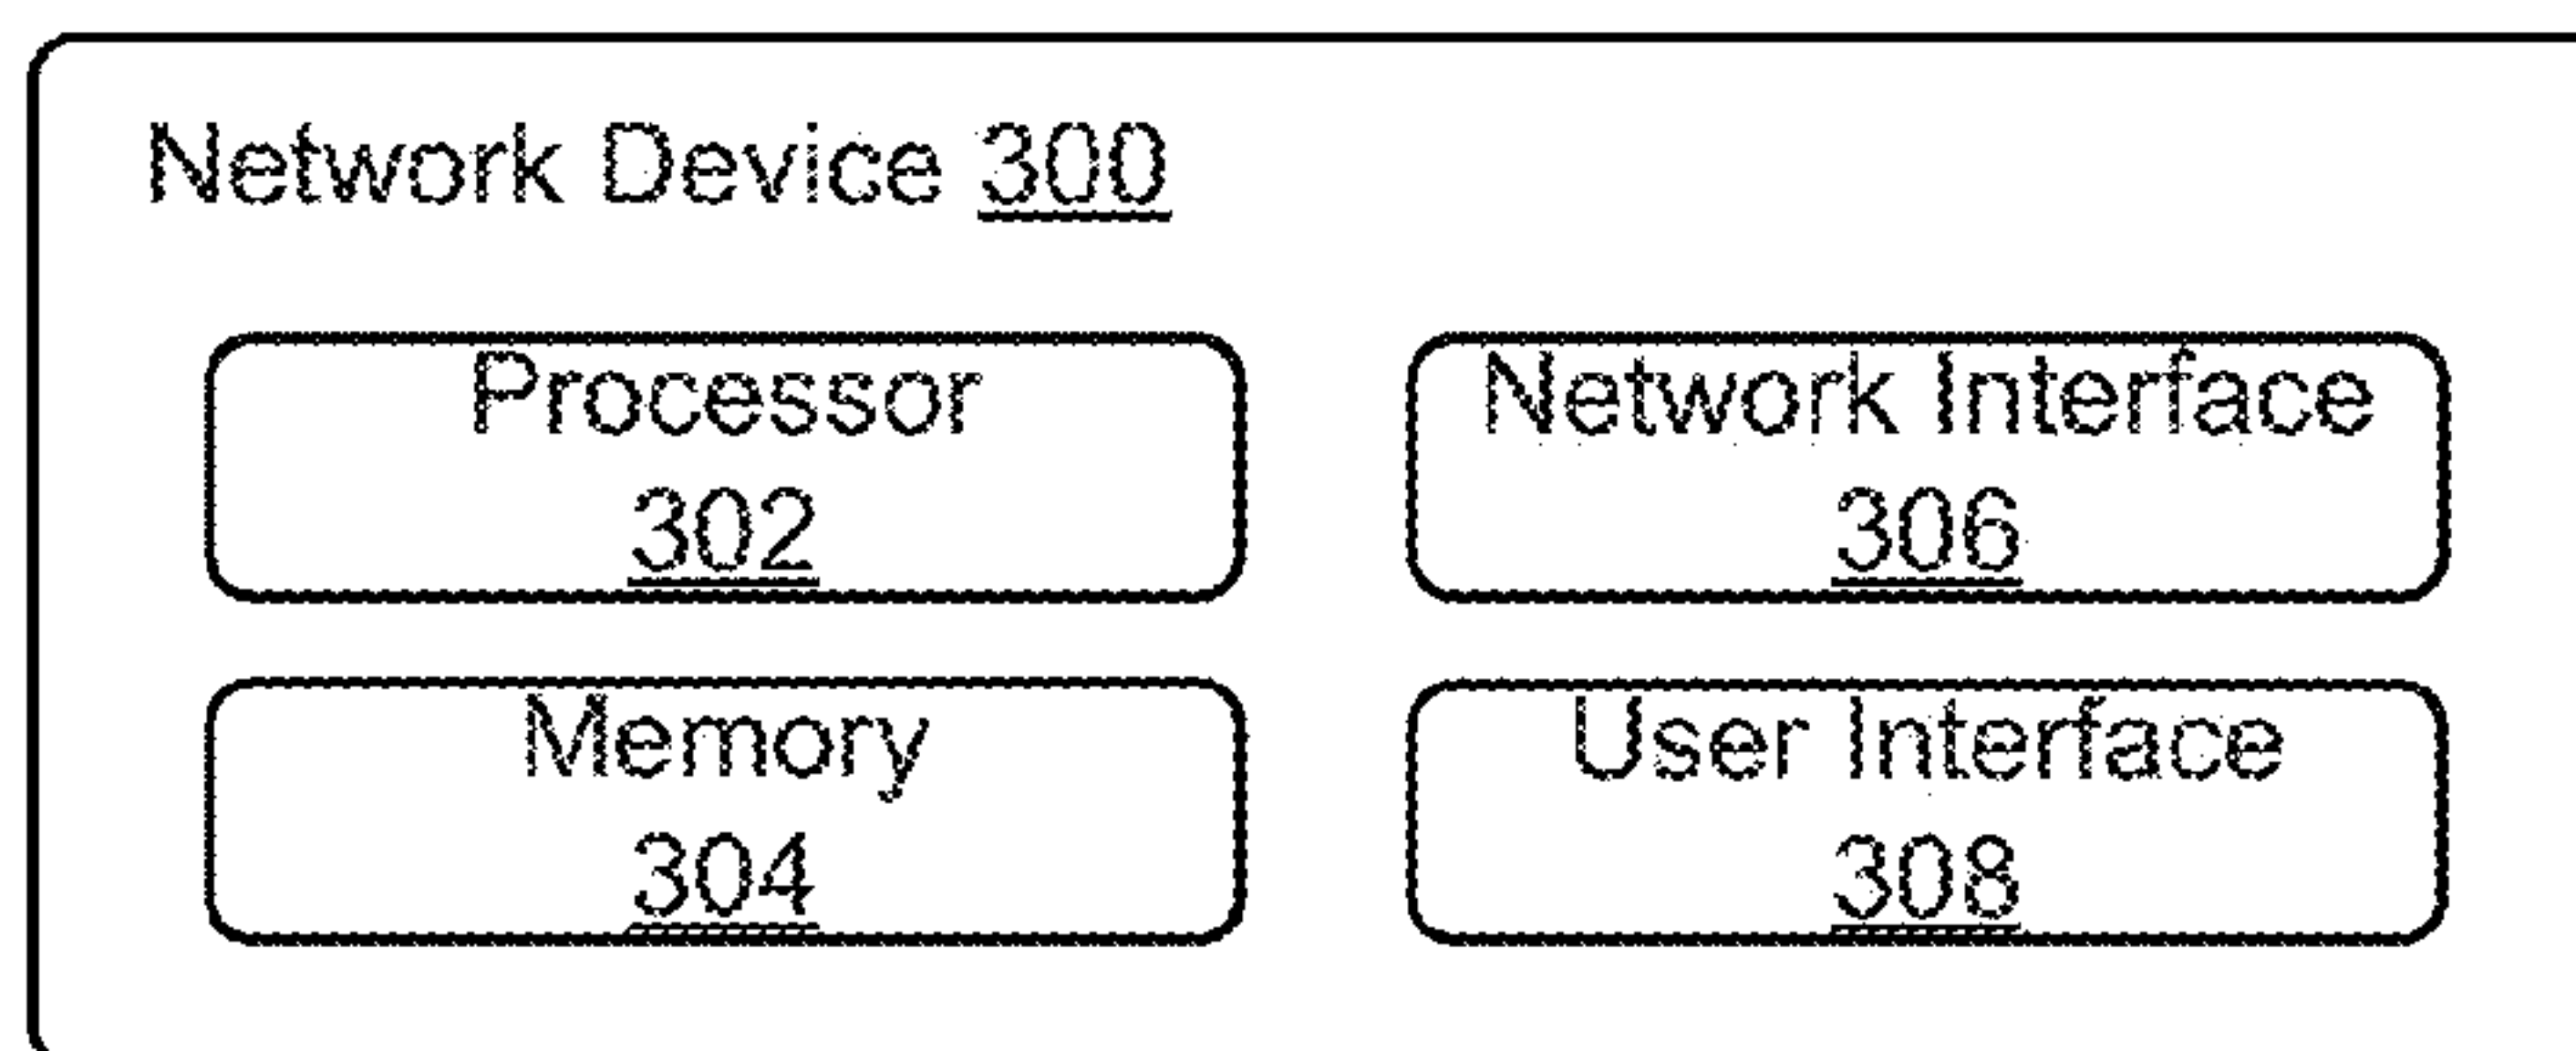 Network Device 300
Processor
302
Network Interface
306
Memory
304
User Interface
308